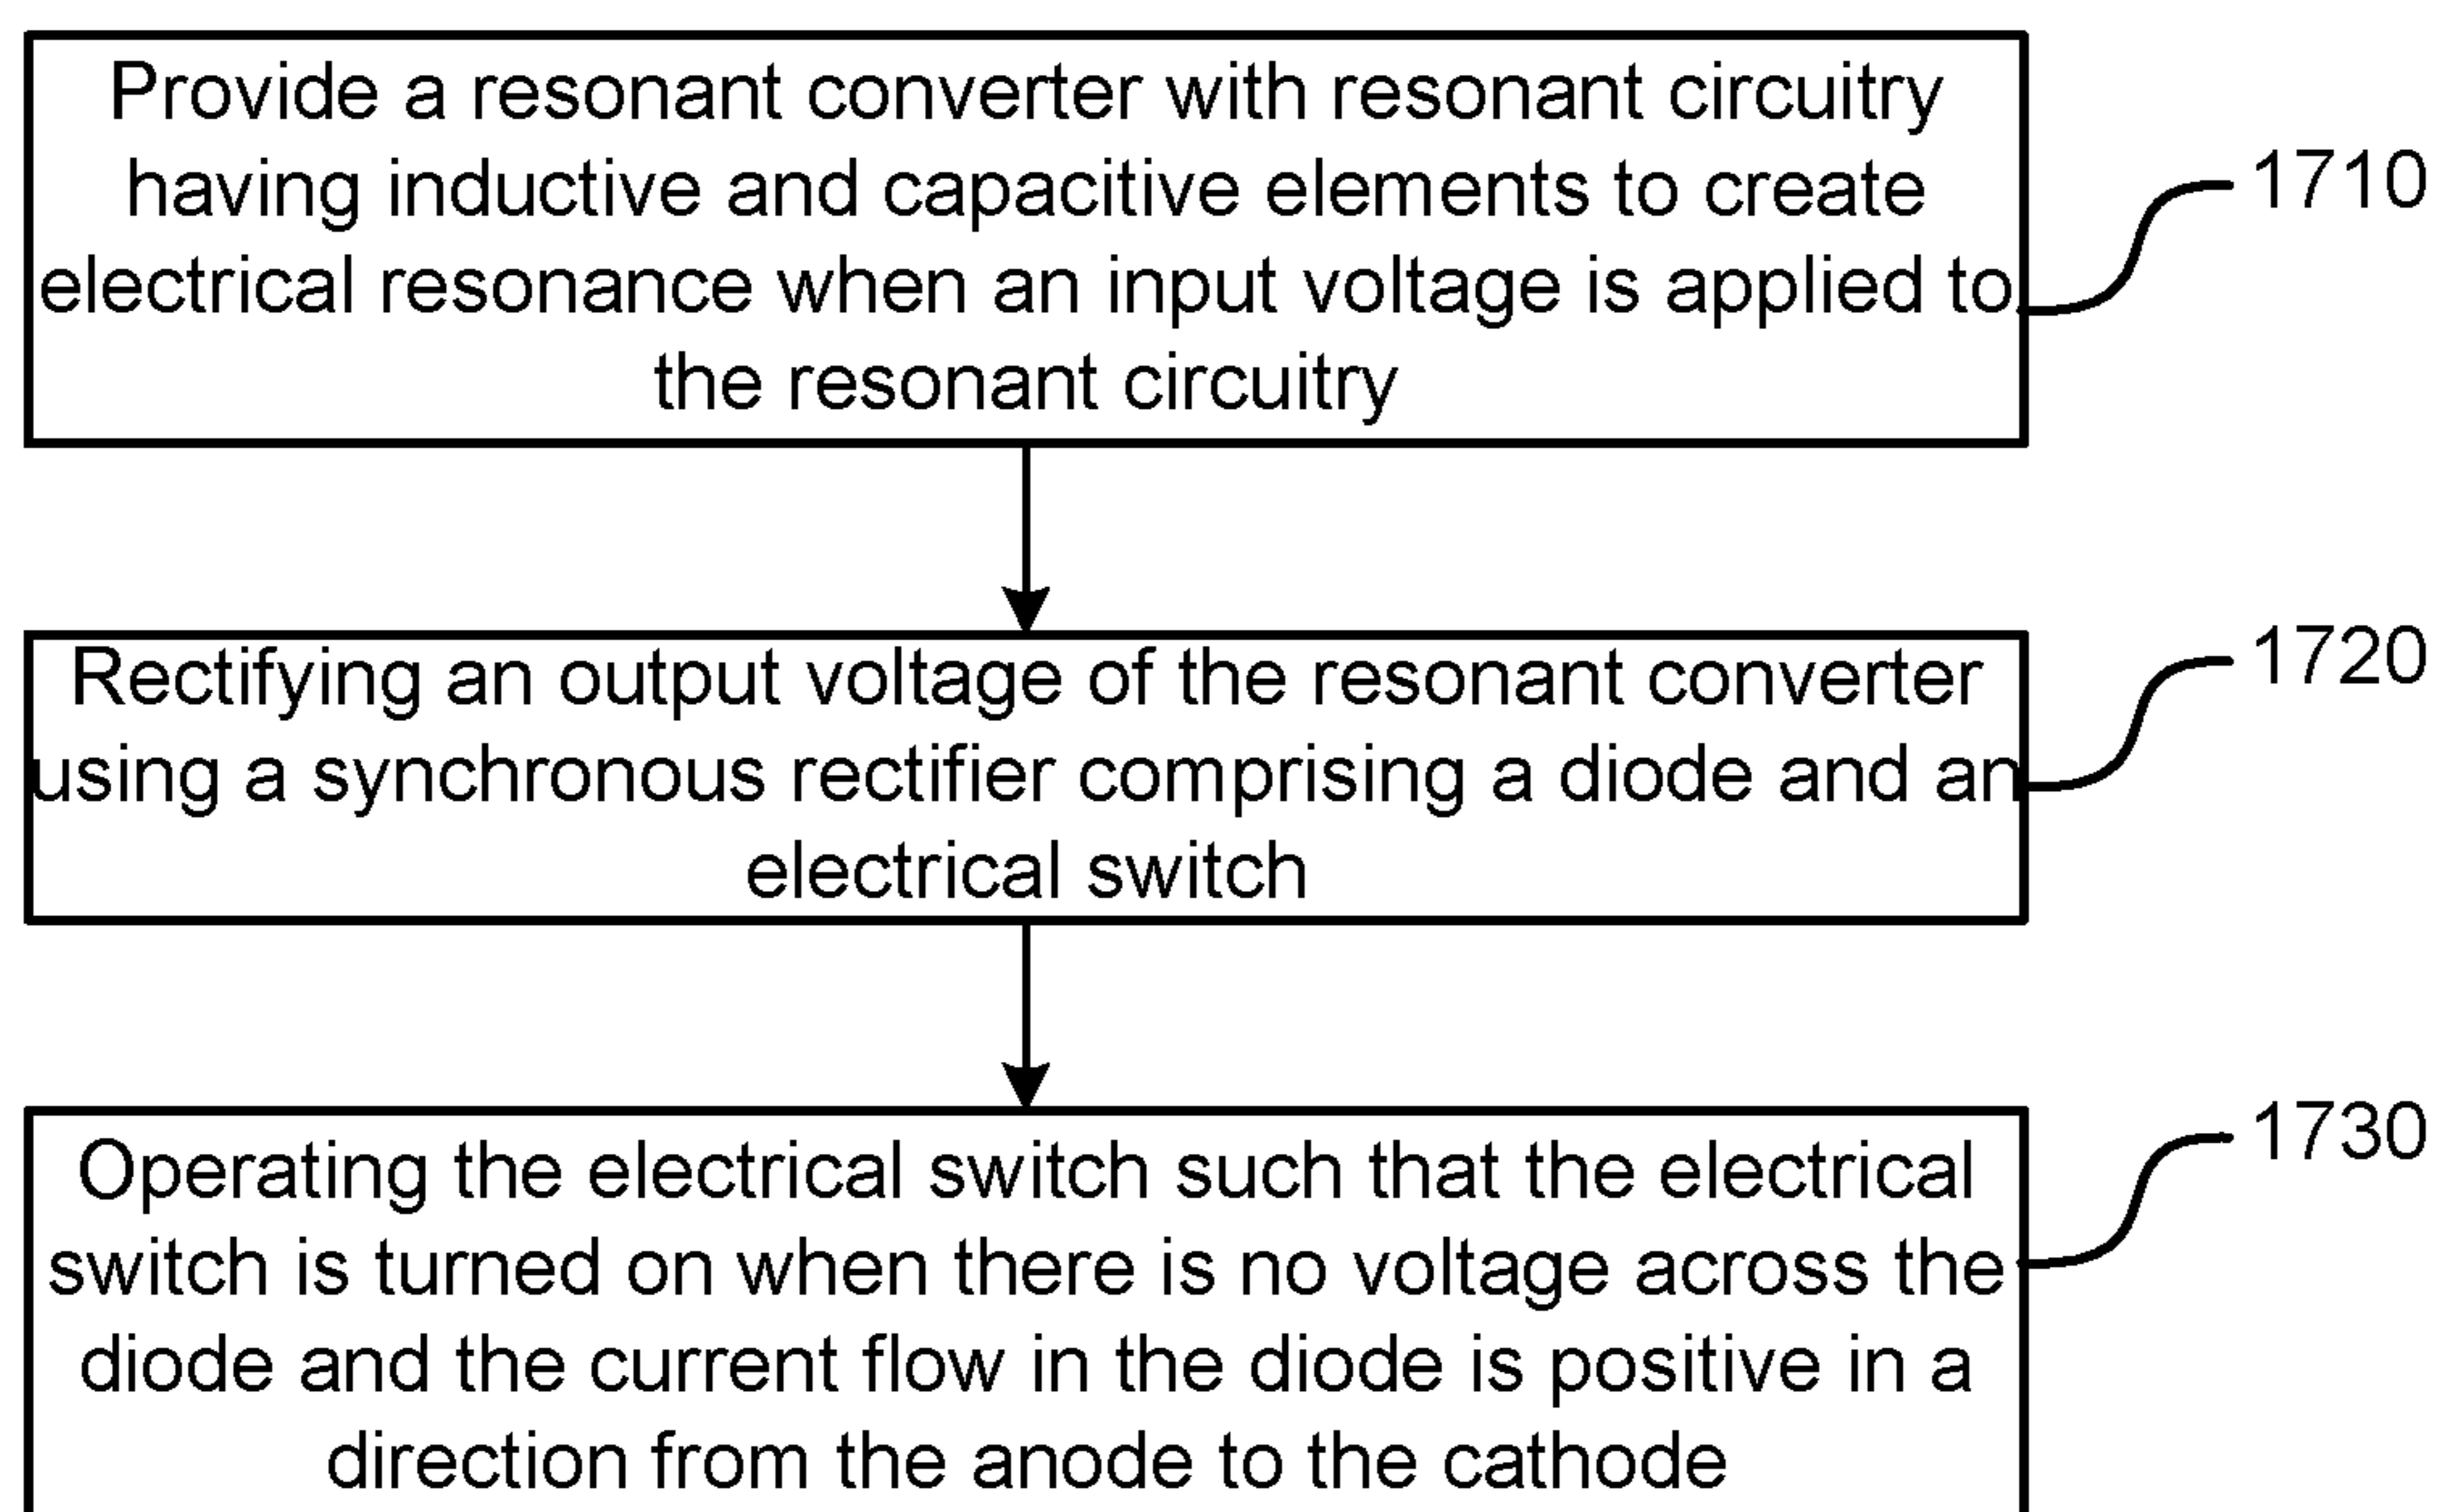 Provide a resonant converter with resonant circuitry
having inductive and capacitive elements to create
electrical resonance when an input voltage is applied to
the resonant circuitry
1710
Rectifying an output voltage of the resonant converter
using a synchronous rectifier comprising a diode and an
electrical switch
1720
Operating the electrical switch such that the electrical
switch is turned on when there is no voltage across the
diode and the current flow in the diode is positive in a
direction from the anode to the cathode
1730